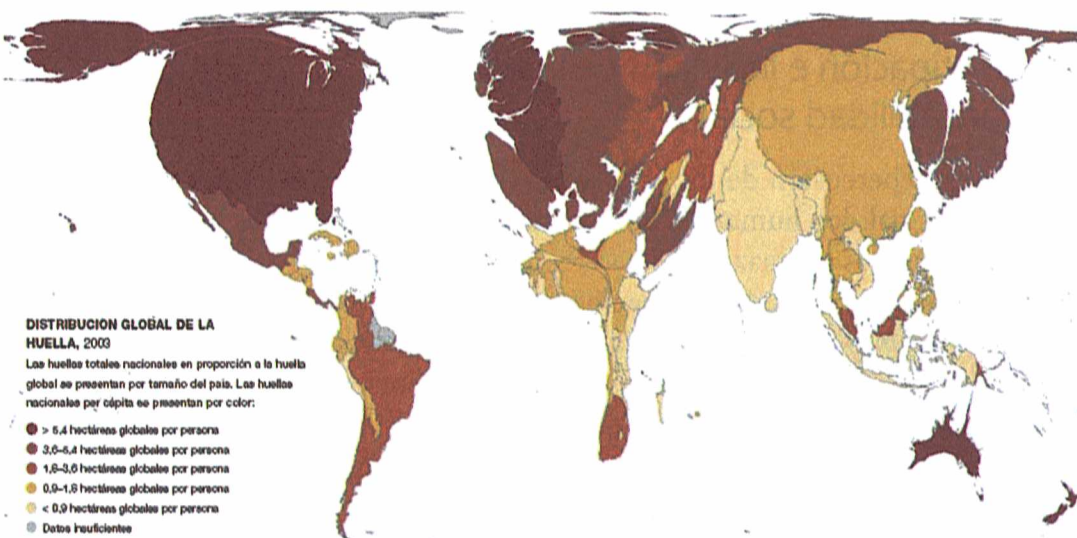 DISTRIBUCION GLOBAL DE LA
HUELLA, 2003
Las huellas totales nacionales en proporción a la huella
global se presentan por tamaño del país. Las huellas
nacionales per cápita se presentan por color:
> 5,4 hectáreas globales por persona
3,6–5,4 hectáreas globales por persona
1,8–3,6 hectáreas globales por persona
0,9–1,8 hectáreas globales por persona
< 0,9 hectáreas globales por persona
Datos insuficientes